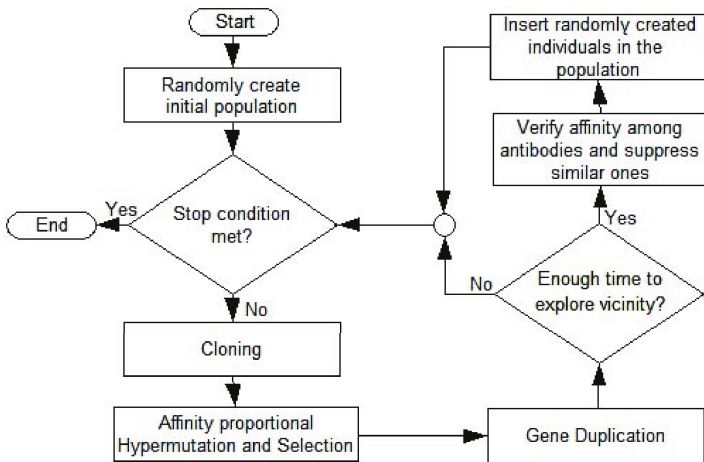 Start
Randomly create
initial population
Stop condition
met?
Yes
End
No
Cloning
Affinity proportional
Hypermutation and Selection
Gene Duplication
Enough time to
explore vicinity?
No
Yes
Verify affinity among
antibodies and suppress
similar ones
Insert randomly created
individuals in the
population